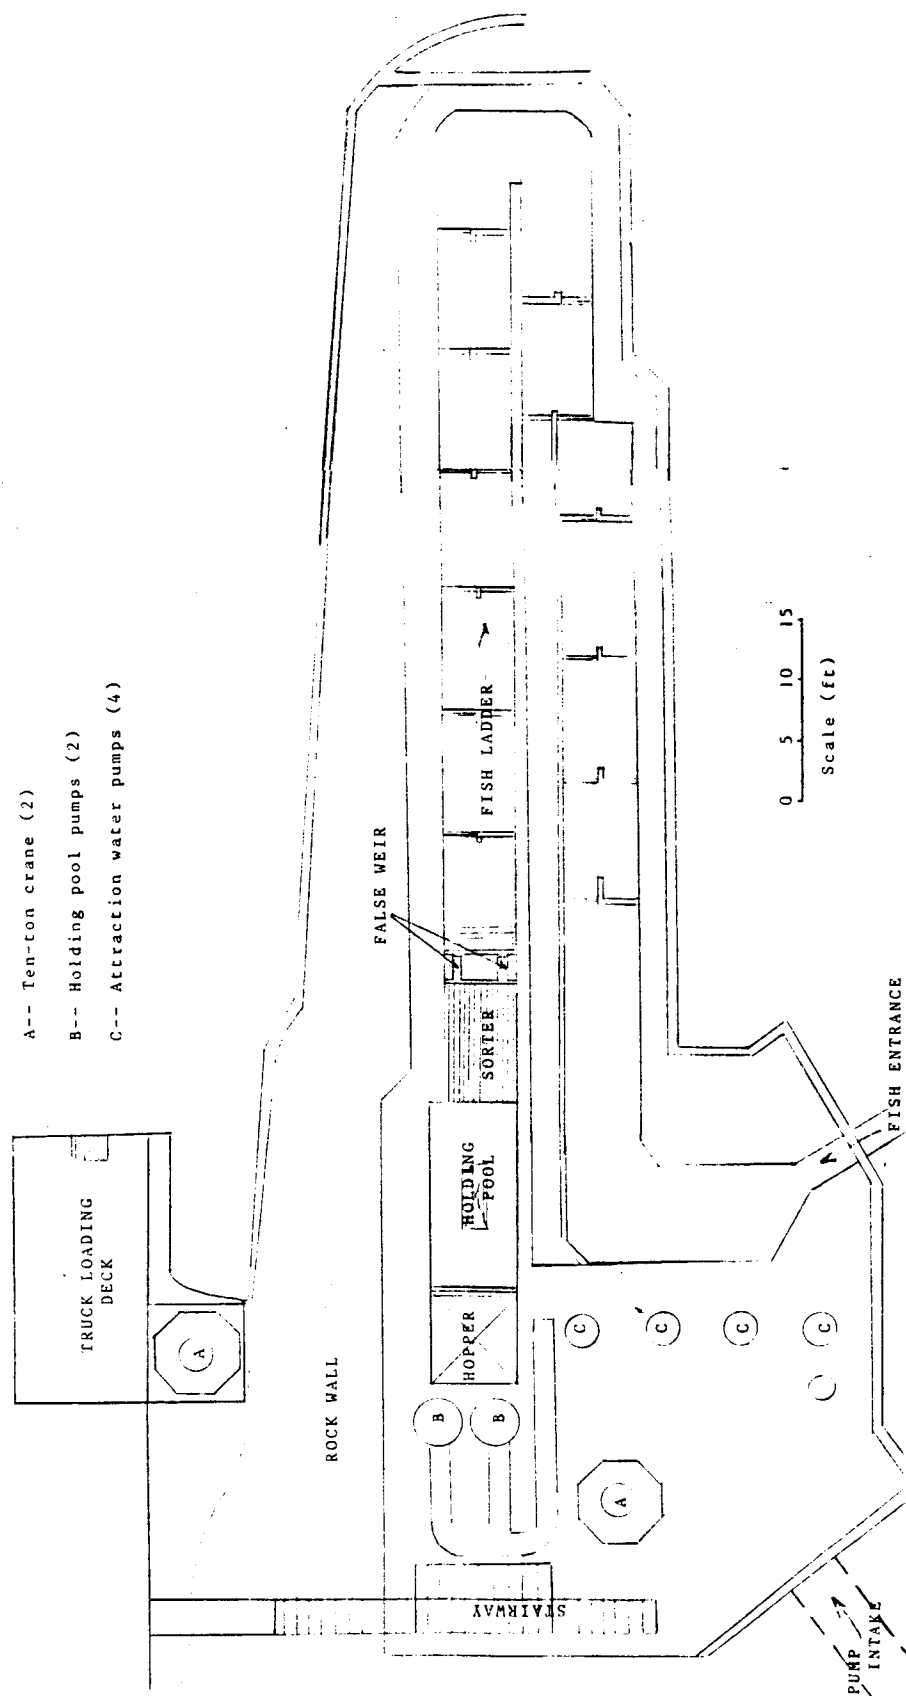 A-- Ten-ton crane (2)
B-- Holding pool pumps (2)
C-- Attraction water pumps (4)
TRUCK LOADING
DECK
A
ROCK WALL
FALSE WEIR
HOPPER
HOLDING
POOL
SORTER
FISH LADDER
B
B
C
C
C
C
A
STAIRWAY
PUMP
INTAKE
FISH ENTRANCE
0 5 10 15
Scale (ft)